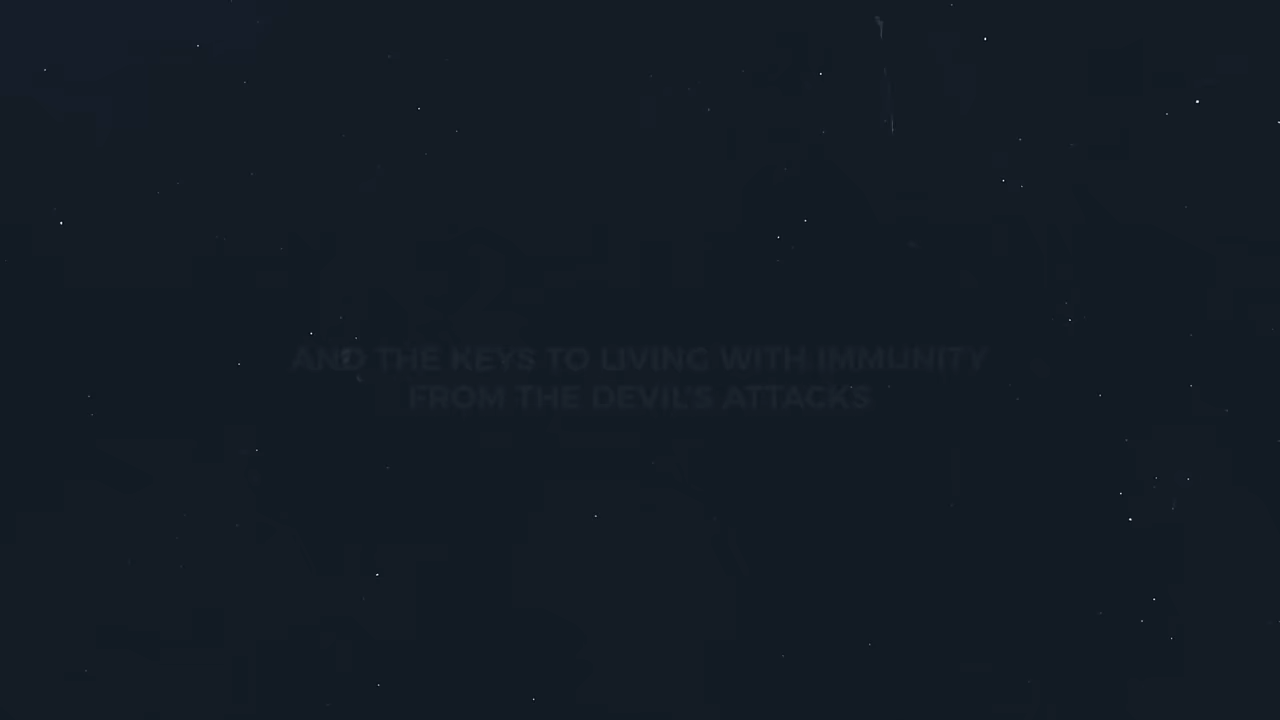 AND THE KEYS TO LIVING WITH IMMUNITY
FROM THE DEVIL'S ATTACKS